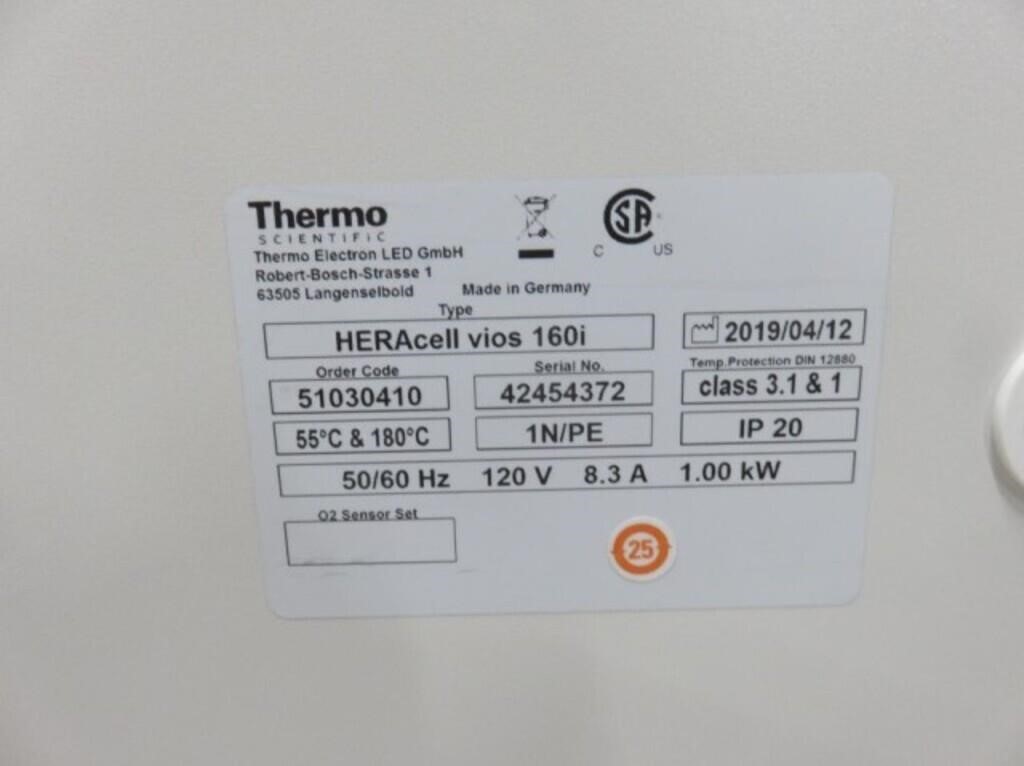 Thermo
SCIENTIFIC
Thermo Electron LED GmbH
Robert-Bosch-Strasse 1
63505 Langenselbold Made in Germany
C SA US
Type
HERAcell vios 160i
2019/04/12
Order Code Serial No. Temp.Protection DIN 12880
51030410 42454372 class 3.1 & 1
55°C & 180°C 1N/PE IP 20
50/60 Hz 120 V 8.3 A 1.00 kW
O2 Sensor Set
25